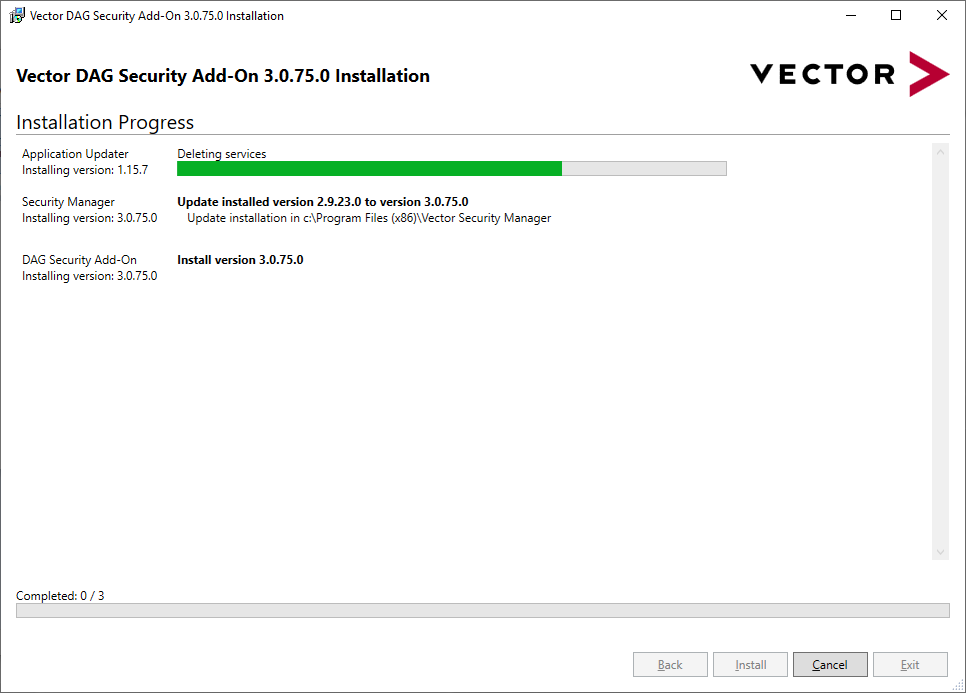 Vector DAG Security Add-On 3.0.75.0 Installation
Vector DAG Security Add-On 3.0.75.0 Installation
VECTOR
Installation Progress
Application Updater
Installing version: 1.15.7
Deleting services
Security Manager
Installing version: 3.0.75.0
Update installed version 2.9.23.0 to version 3.0.75.0
Update installation in c:\Program Files (x86)\Vector Security Manager
DAG Security Add-On
Installing version: 3.0.75.0
Install version 3.0.75.0
Completed: 0 / 3
Back
Install
Cancel
Exit